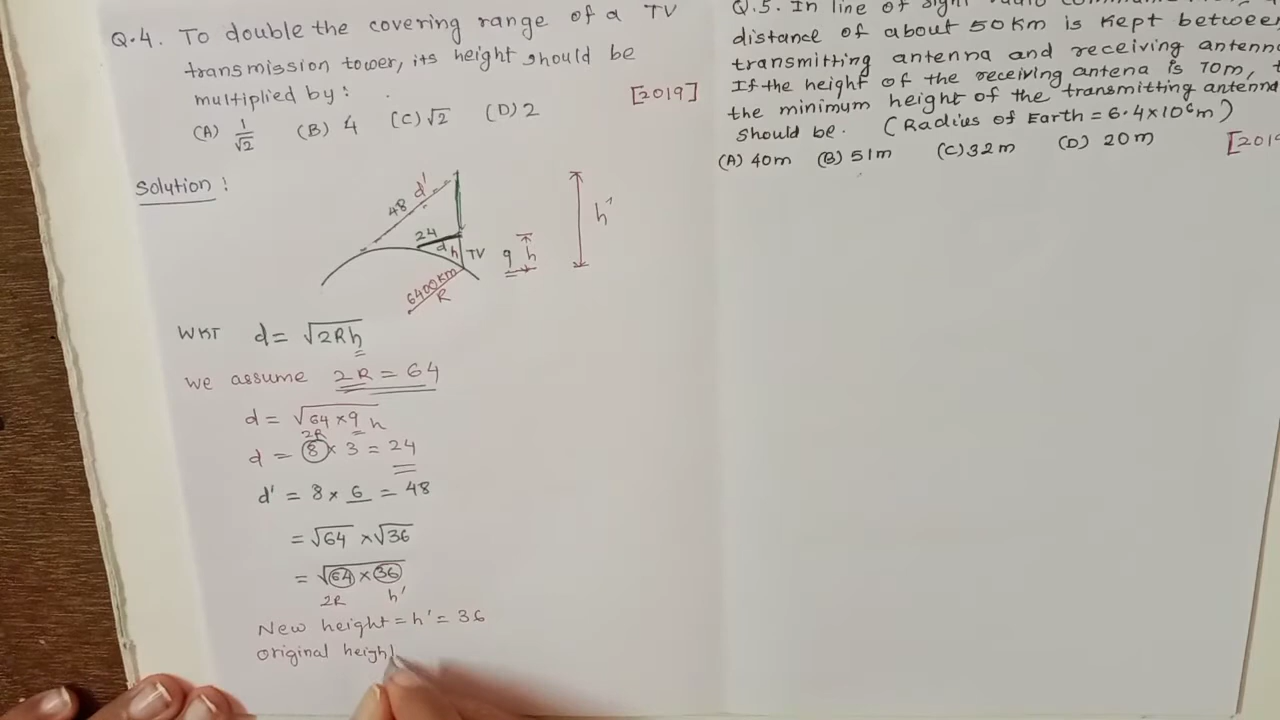 Q.4. To double the covering range of a TV
transmission tower, its height should be
multiplied by: [2019]
(A) 1/√2 (B) 4 (C) √2 (D) 2
Solution :
48 d'
24
d h TV
6400km
R
9 h
h'
WKT d = √2Rh
We assume 2R = 64
d = √64 × 9 h
2R
d = 8 × 3 = 24
d' = 8 × 6 = 48
= √64 × √36
= √64 × 36
2R h'
New height = h' = 36
Original height
Q.5. In line of sight radio
distance of about 50 Km is kept between
transmitting antenna and receiving antenna
If the height of the receiving antena is 70m,
the minimum height of the transmitting antenna
should be. (Radius of Earth = 6.4×10⁶m)
(A) 40m (B) 51m (C) 32m (D) 20m [201